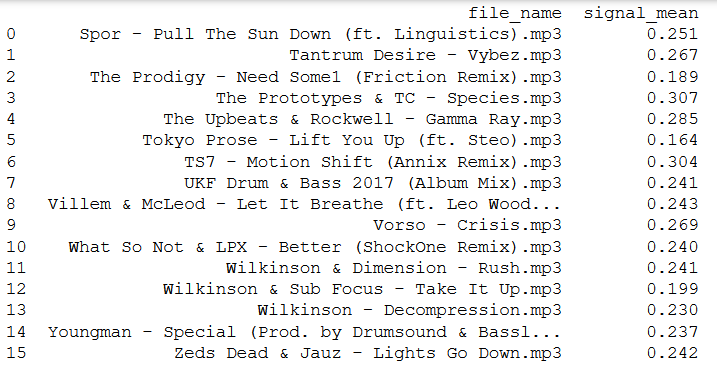 file_name signal_mean
0 Spor - Pull The Sun Down (ft. Linguistics).mp3 0.251
1 Tantrum Desire - Vybez.mp3 0.267
2 The Prodigy - Need Some1 (Friction Remix).mp3 0.189
3 The Prototypes & TC - Species.mp3 0.307
4 The Upbeats & Rockwell - Gamma Ray.mp3 0.285
5 Tokyo Prose - Lift You Up (ft. Steo).mp3 0.164
6 TS7 - Motion Shift (Annix Remix).mp3 0.304
7 UKF Drum & Bass 2017 (Album Mix).mp3 0.241
8 Villem & McLeod - Let It Breathe (ft. Leo Wood... 0.243
9 Vorso - Crisis.mp3 0.269
10 What So Not & LPX - Better (ShockOne Remix).mp3 0.240
11 Wilkinson & Dimension - Rush.mp3 0.241
12 Wilkinson & Sub Focus - Take It Up.mp3 0.199
13 Wilkinson - Decompression.mp3 0.230
14 Youngman - Special (Prod. by Drumsound & Bassl... 0.237
15 Zeds Dead & Jauz - Lights Go Down.mp3 0.242